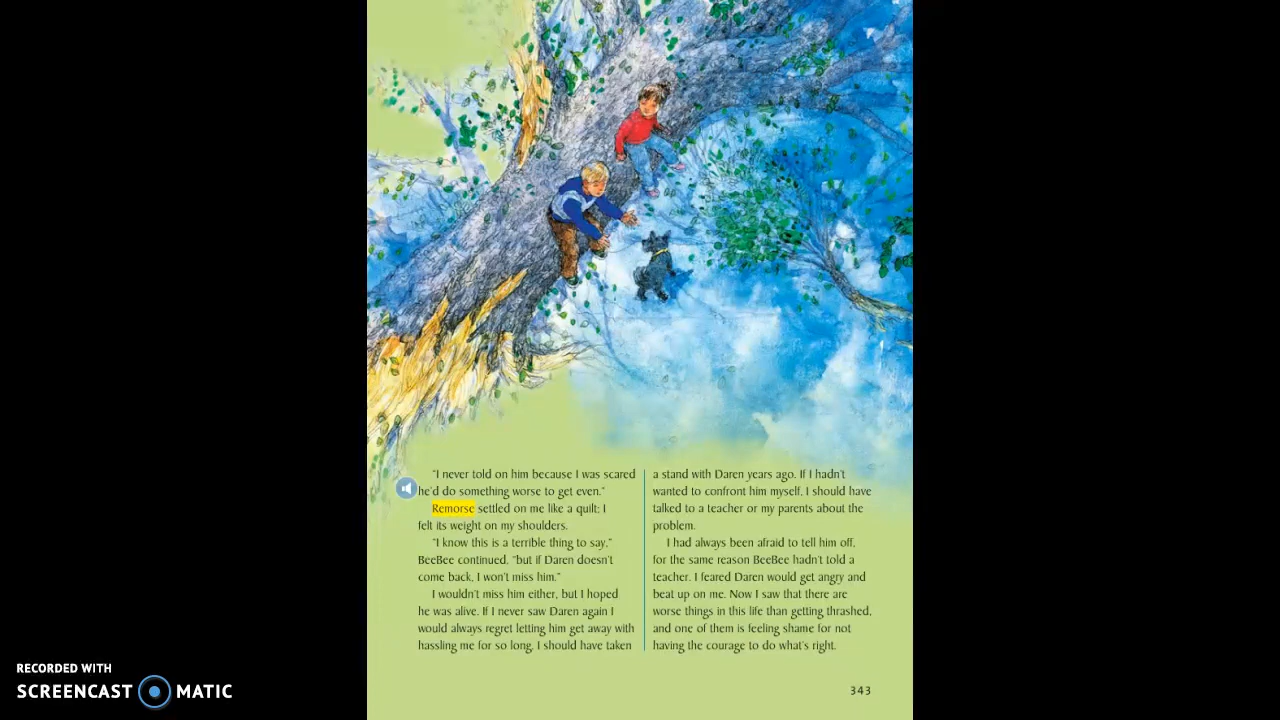 "I never told on him because I was scared
he'd do something worse to get even."
Remorse settled on me like a quilt; I
felt its weight on my shoulders.
"I know this is a terrible thing to say,"
BeeBee continued, "but if Daren doesn't
come back, I won't miss him."
I wouldn't miss him either, but I hoped
he was alive. If I never saw Daren again I
would always regret letting him get away with
hassling me for so long. I should have taken
a stand with Daren years ago. If I hadn't
wanted to confront him myself, I should have
talked to a teacher or my parents about the
problem.
I had always been afraid to tell him off,
for the same reason BeeBee hadn't told a
teacher. I feared Daren would get angry and
beat up on me. Now I saw that there are
worse things in this life than getting thrashed,
and one of them is feeling shame for not
having the courage to do what's right.
343
RECORDED WITH
SCREENCAST MATIC